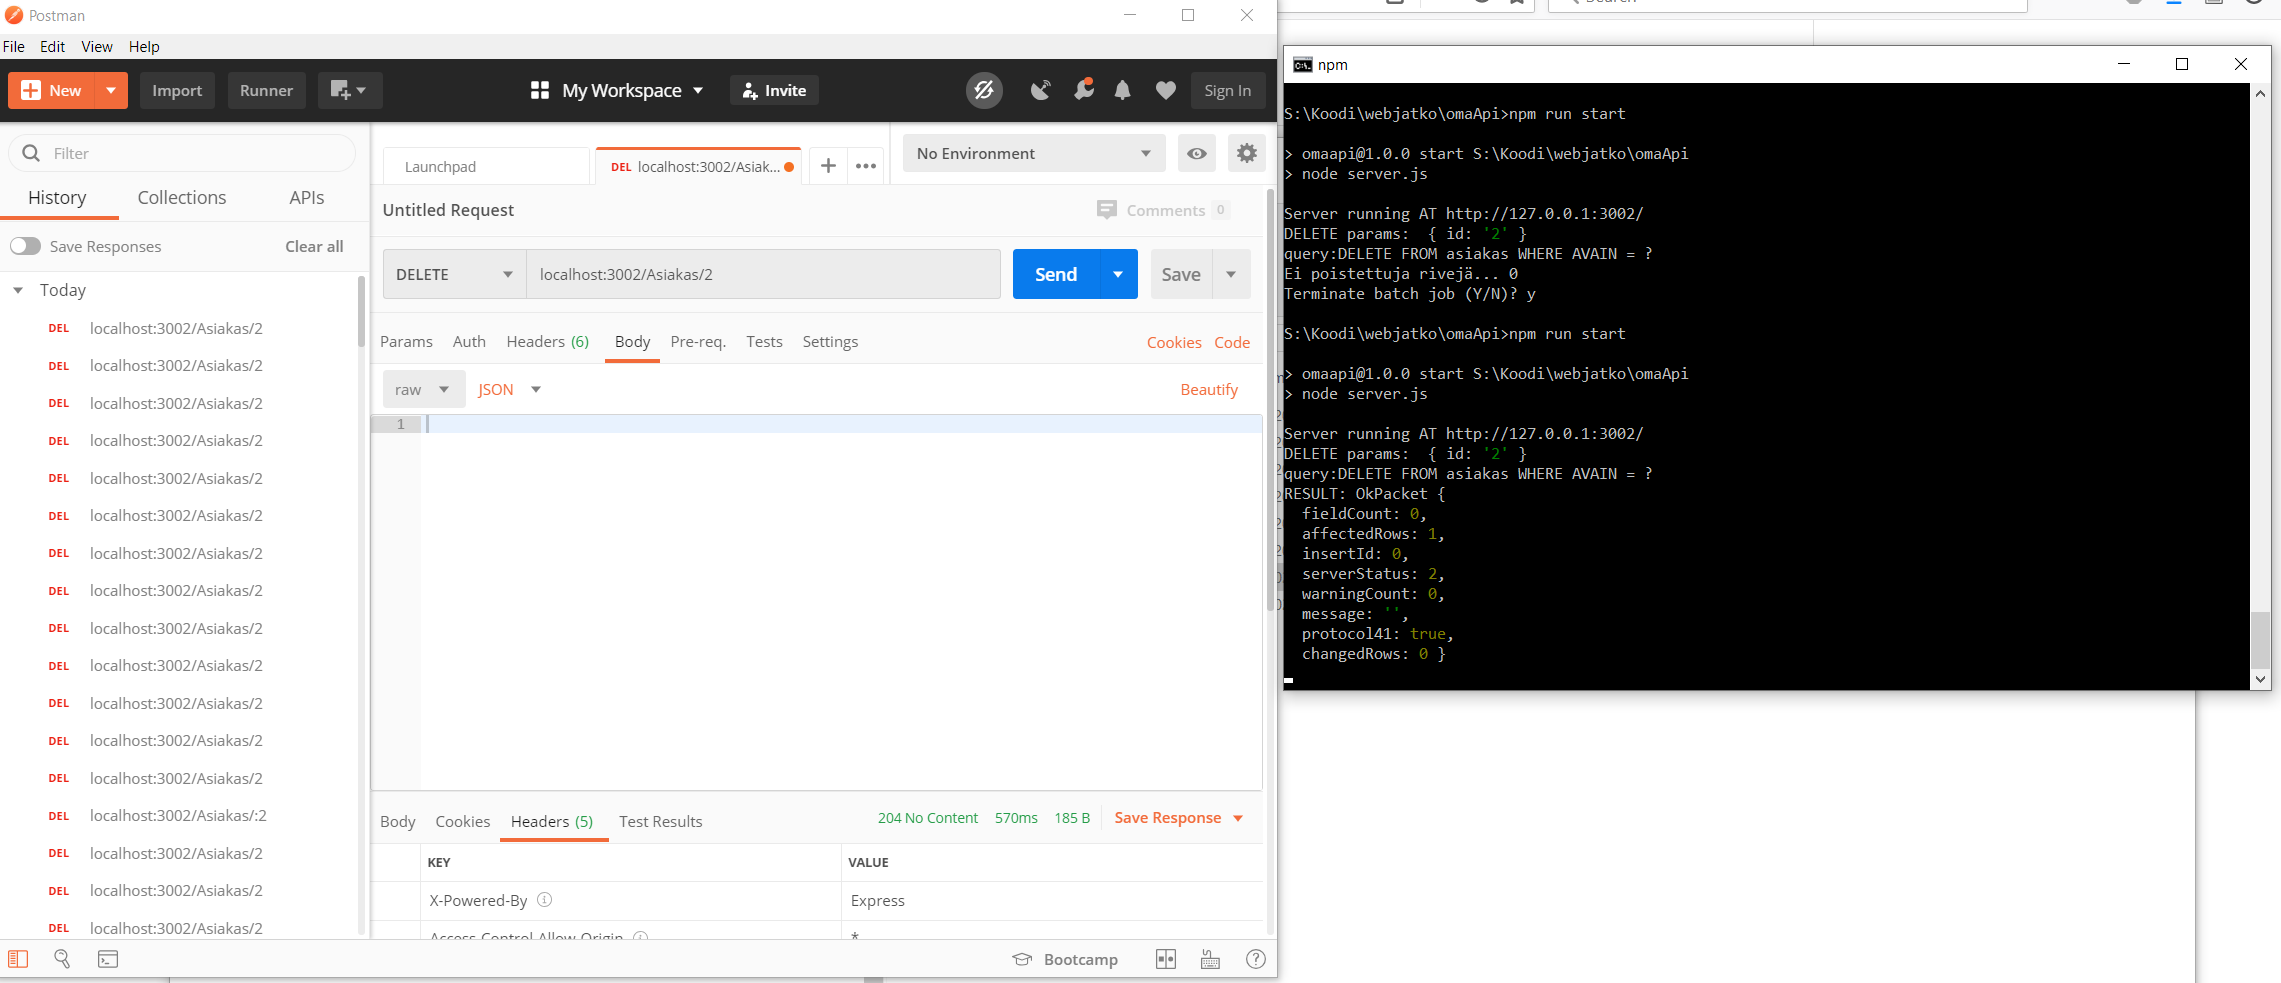 Postman
File Edit View Help
New Import Runner My Workspace Invite Sign In
Filter
History Collections APIs
Save Responses Clear all
Today
DEL localhost:3002/Asiakas/2
DEL localhost:3002/Asiakas/2
DEL localhost:3002/Asiakas/2
DEL localhost:3002/Asiakas/2
DEL localhost:3002/Asiakas/2
DEL localhost:3002/Asiakas/2
DEL localhost:3002/Asiakas/2
DEL localhost:3002/Asiakas/2
DEL localhost:3002/Asiakas/2
DEL localhost:3002/Asiakas/2
DEL localhost:3002/Asiakas/2
DEL localhost:3002/Asiakas/2
DEL localhost:3002/Asiakas/2
DEL localhost:3002/Asiakas/:2
DEL localhost:3002/Asiakas/2
DEL localhost:3002/Asiakas/2
DEL localhost:3002/Asiakas/2
Launchpad DEL localhost:3002/Asiak... + ••• No Environment
Untitled Request Comments 0
DELETE localhost:3002/Asiakas/2 Send Save
Params Auth Headers (6) Body Pre-req. Tests Settings Cookies Code
raw JSON Beautify
1
Body Cookies Headers (5) Test Results 204 No Content 570ms 185 B Save Response
KEY VALUE
X-Powered-By Express
Access-Control-Allow-Origin *
Bootcamp
Search
npm
S:\Koodi\webjatko\omaApi>npm run start
> omaapi@1.0.0 start S:\Koodi\webjatko\omaApi
> node server.js
Server running AT http://127.0.0.1:3002/
DELETE params:  { id: '2' }
query:DELETE FROM asiakas WHERE AVAIN = ?
Ei poistettuja rivejä... 0
Terminate batch job (Y/N)? y
S:\Koodi\webjatko\omaApi>npm run start
> omaapi@1.0.0 start S:\Koodi\webjatko\omaApi
> node server.js
Server running AT http://127.0.0.1:3002/
DELETE params:  { id: '2' }
query:DELETE FROM asiakas WHERE AVAIN = ?
RESULT: OkPacket {
fieldCount: 0,
affectedRows: 1,
insertId: 0,
serverStatus: 2,
warningCount: 0,
message: '',
protocol41: true,
changedRows: 0 }